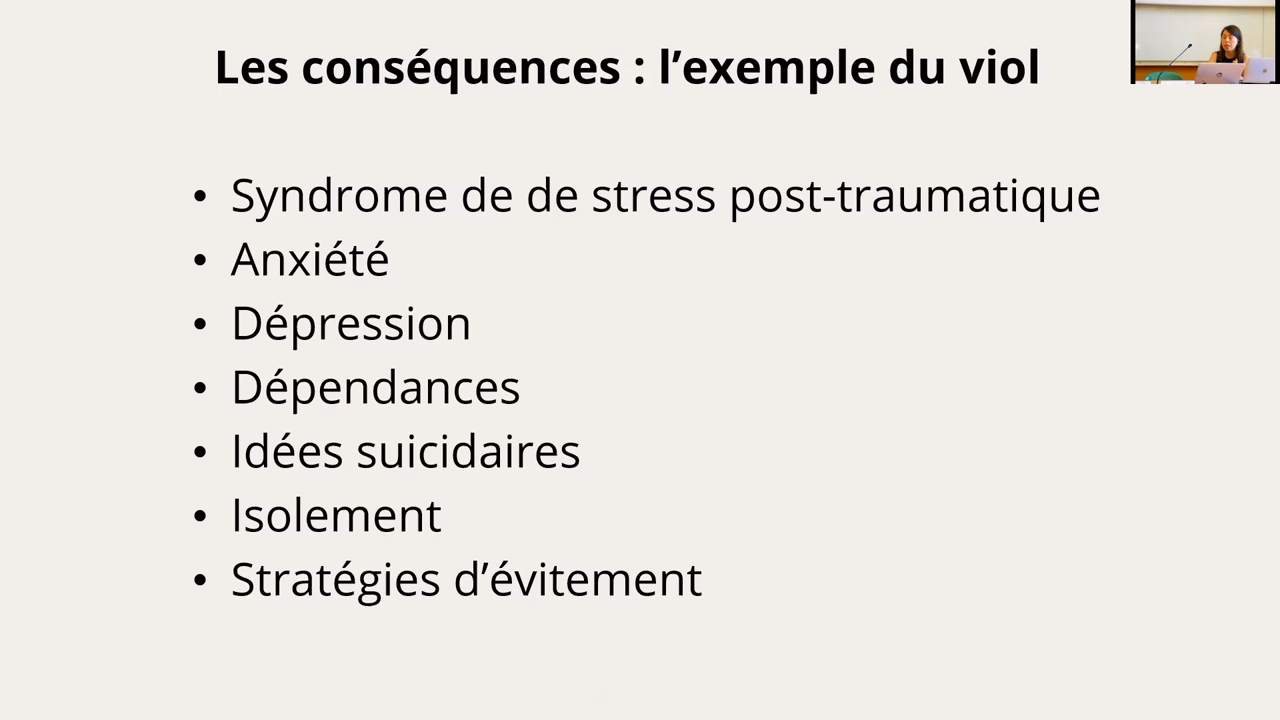 Les conséquences : l’exemple du viol
• Syndrome de de stress post-traumatique
• Anxiété
• Dépression
• Dépendances
• Idées suicidaires
• Isolement
• Stratégies d’évitement